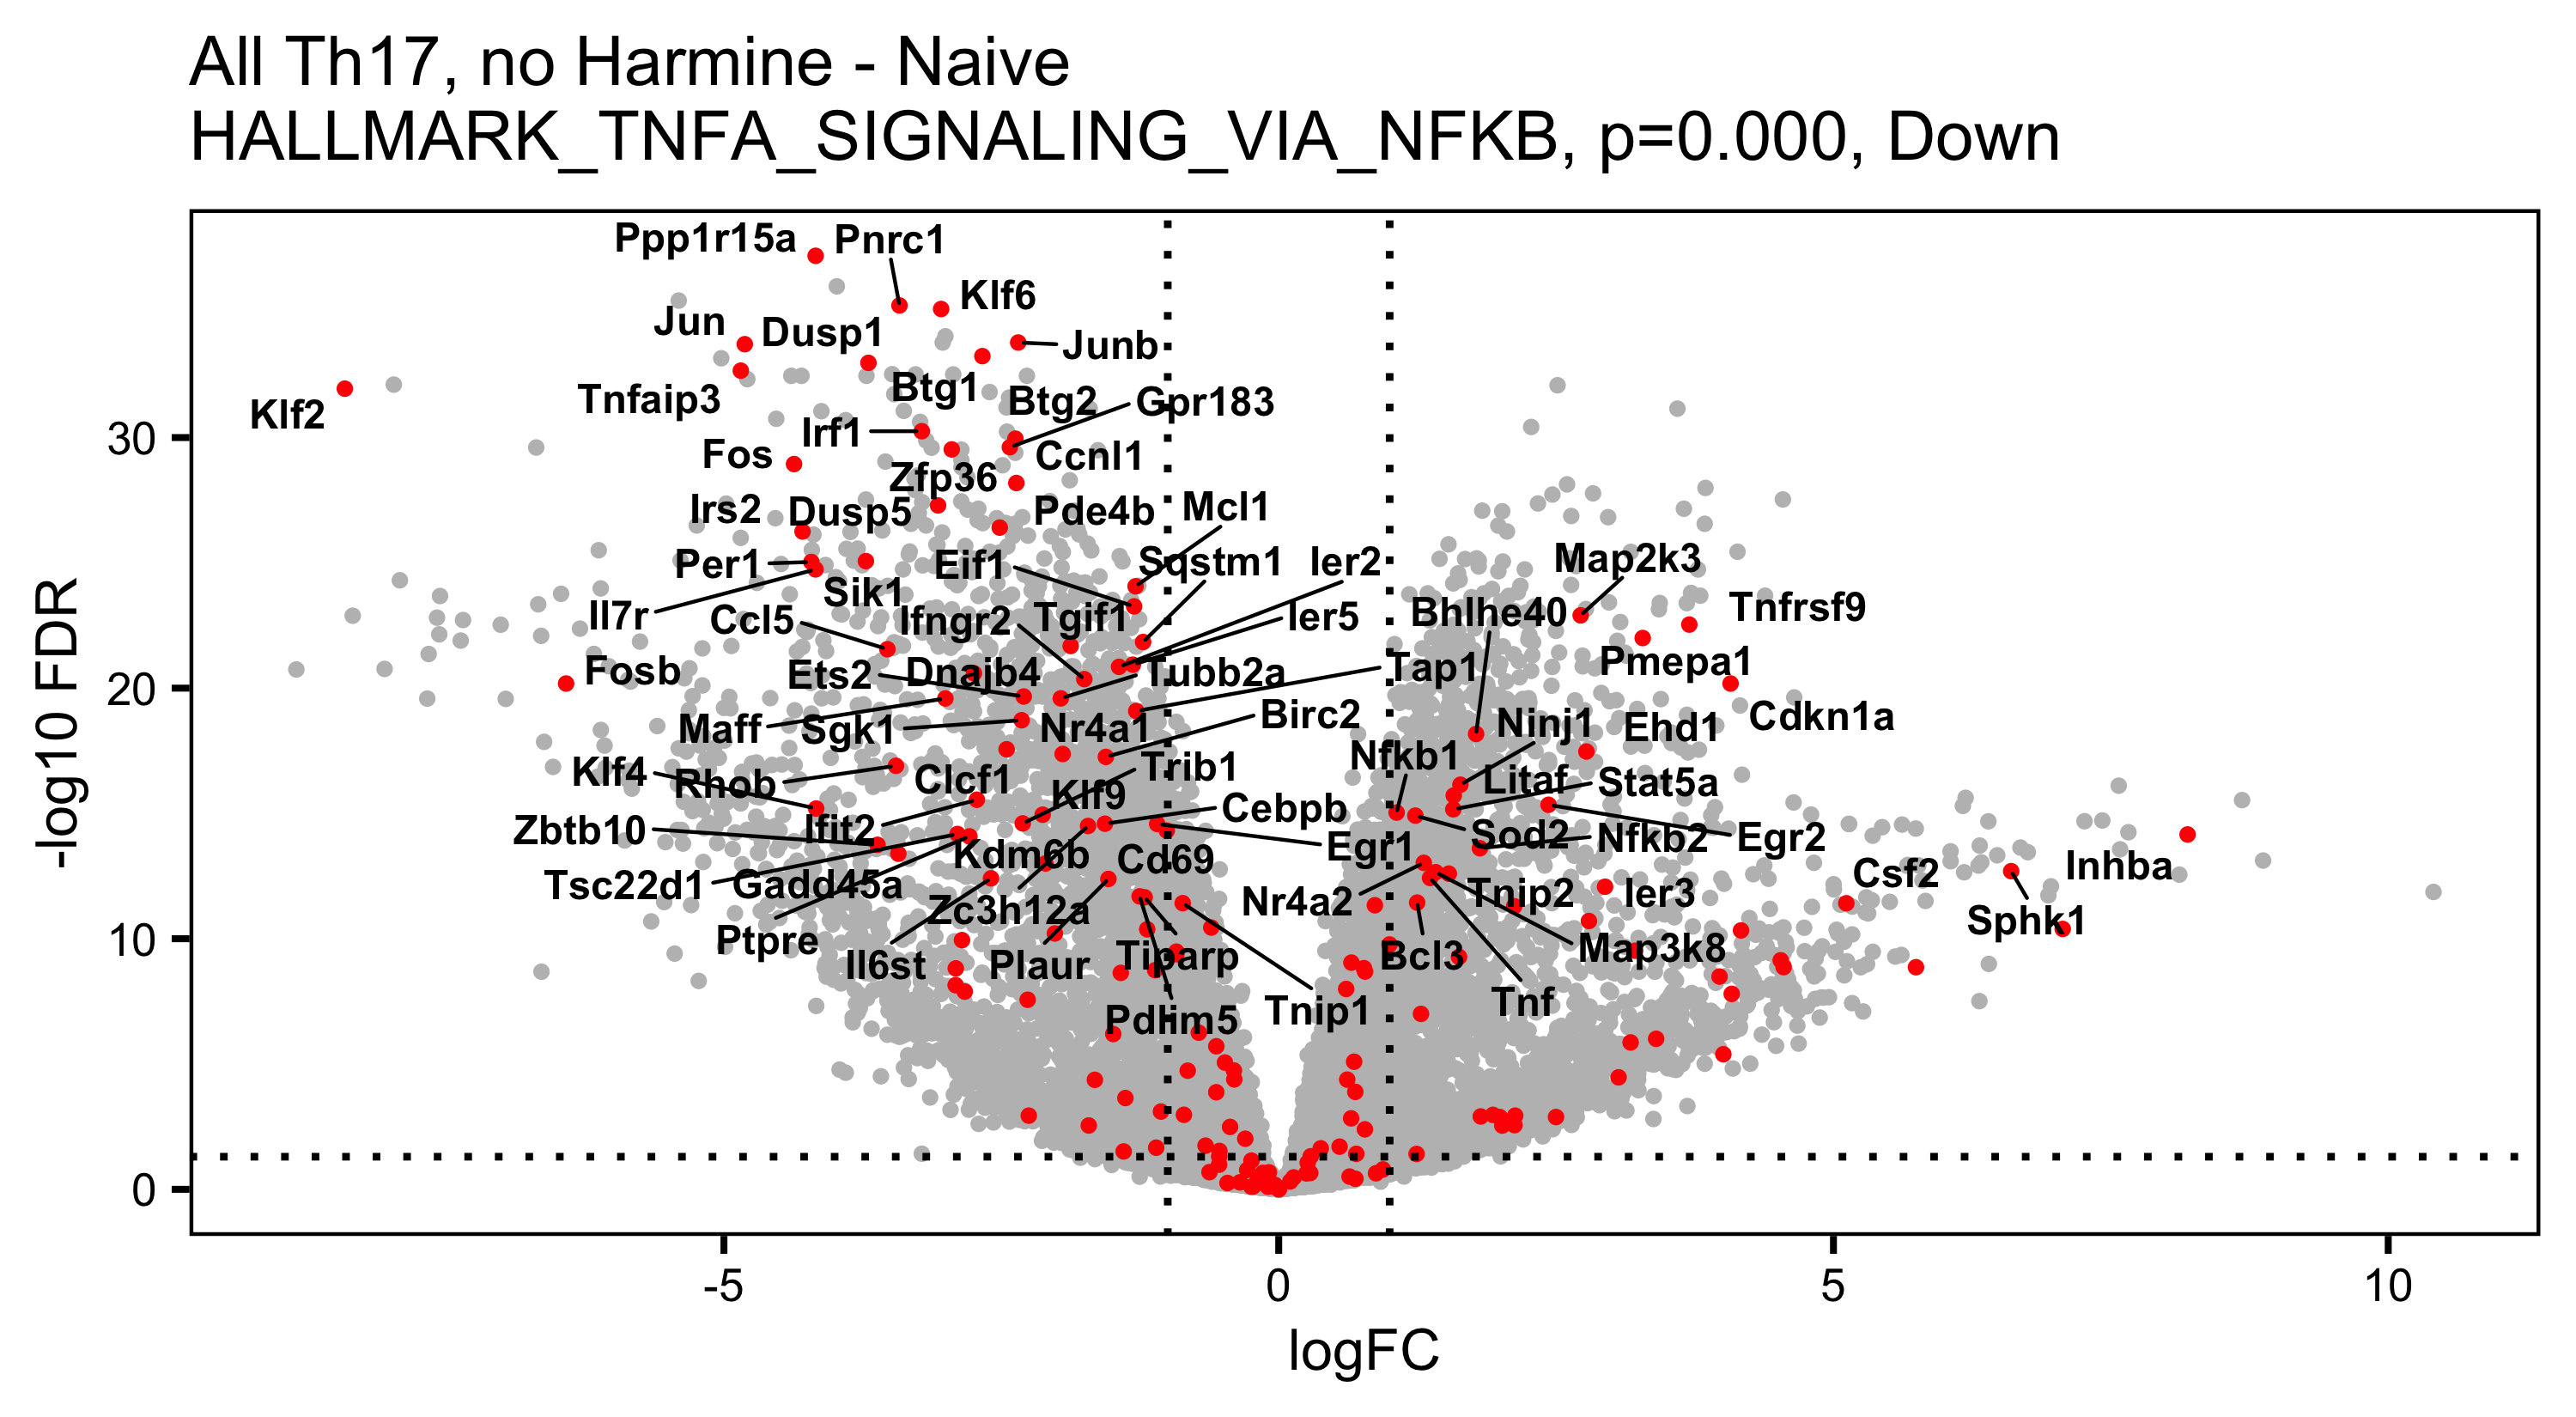 All Th17, no Harmine - Naive
HALLMARK_TNFA_SIGNALING_VIA_NFKB, p=0.000, Down
Ppp1r15a
Pnrc1
Klf6
Jun
Dusp1
Junb
Tnfaip3
Btg1
Btg2
Gpr183
Klf2
Irf1
Fos
Zfp36
Ccnl1
Irs2
Dusp5
Pde4b
Mcl1
Per1
Eif1
Sqstm1
Ier2
Map2k3
Sik1
Il7r
Ccl5
Ifngr2
Tgif1
Ier5
Bhlhe40
Tnfrsf9
Fosb
Ets2
Dnajb4
Tubb2a
Tap1
Pmepa1
Maff
Sgk1
Nr4a1
Birc2
Ninj1
Ehd1
Cdkn1a
Klf4
Rhob
Clcf1
Trib1
Nfkb1
Litaf
Stat5a
Klf9
Cebpb
Zbtb10
Ifit2
Kdm6b
Cd69
Egr1
Sod2
Nfkb2
Egr2
Tsc22d1
Gadd45a
Zc3h12a
Nr4a2
Tnip2
Ier3
Csf2
Inhba
Sphk1
Ptpre
Il6st
Plaur
Tiparp
Bcl3
Map3k8
Pdlim5
Tnip1
Tnf
30
20
10
0
-log10 FDR
-5
0
5
10
logFC